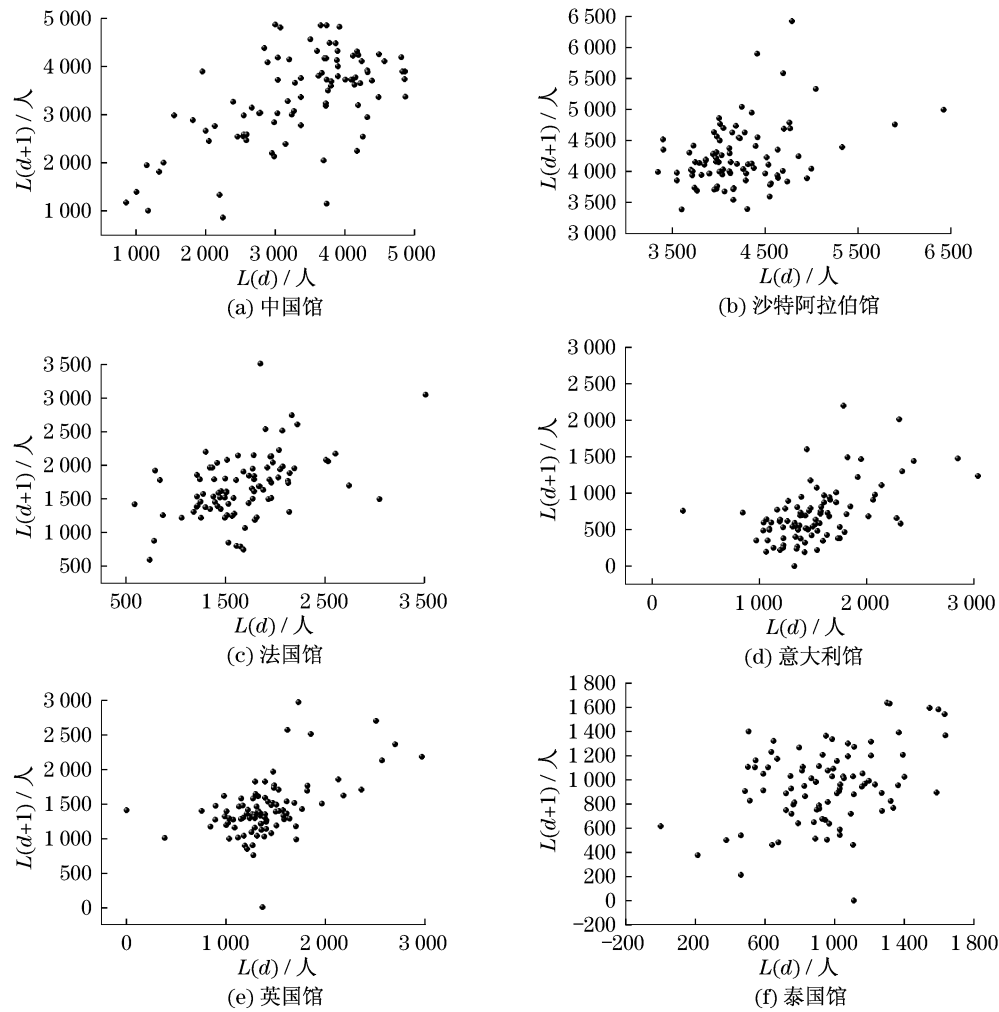 5 000
4 000
3 000
2 000
1 000
L(d+1) / 人
1 000 2 000 3 000 4 000 5 000
L(d) / 人
(a) 中国馆
6 500
6 000
5 500
5 000
4 500
4 000
3 500
3 000
L(d+1) / 人
3 500 4 500 5 500 6 500
L(d) / 人
(b) 沙特阿拉伯馆
3 500
3 000
2 500
2 000
1 500
1 000
500
L(d+1) / 人
500 1 500 2 500 3 500
L(d) / 人
(c) 法国馆
3 000
2 500
2 000
1 500
1 000
500
0
L(d+1) / 人
0 1 000 2 000 3 000
L(d) / 人
(d) 意大利馆
3 000
2 500
2 000
1 500
1 000
500
0
L(d+1) / 人
0 1 000 2 000 3 000
L(d) / 人
(e) 英国馆
1 800
1 600
1 400
1 200
1 000
800
600
400
200
0
−200
L(d+1) / 人
−200 200 600 1 000 1 400 1 800
L(d) / 人
(f) 泰国馆